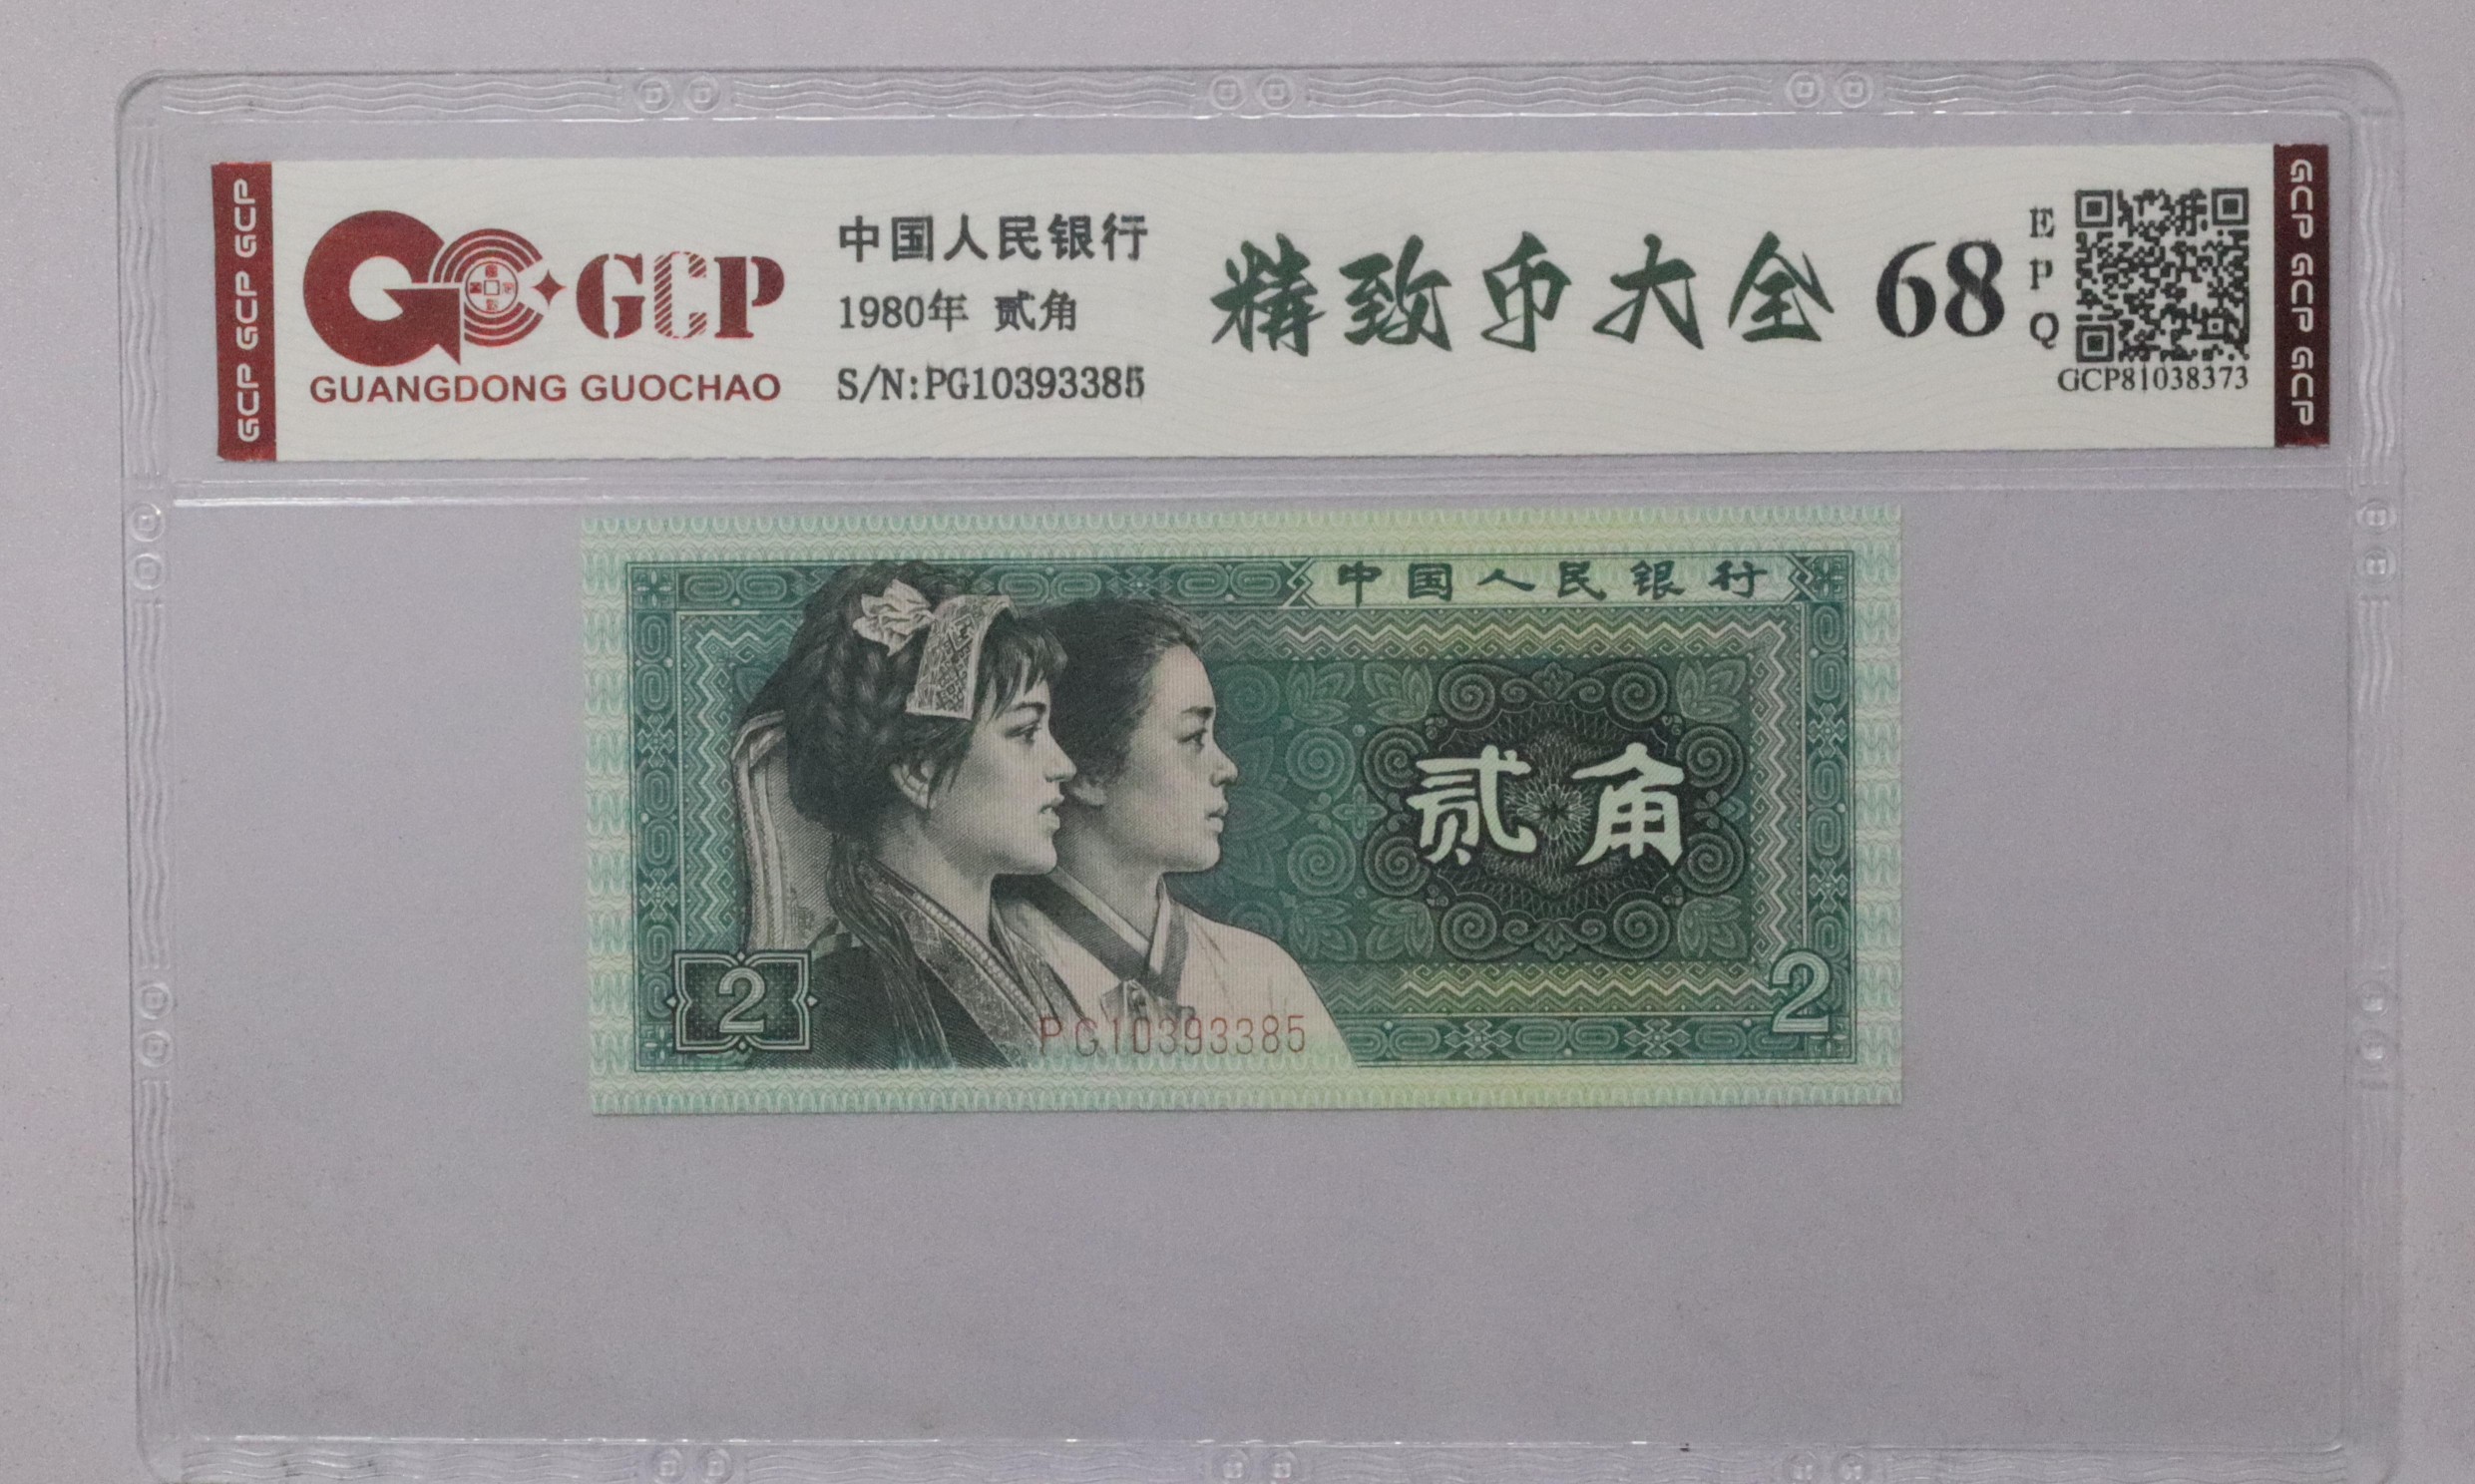 GCP GCP GCP
GCP
GUANGDONG GUOCHAO
中国人民银行
1980年 贰角
S/N:PG10393385
精致币大全 68
EPQ
GCP81038373
GCP GCP GCP
中国人民银行
贰角
2
PG10393385
2